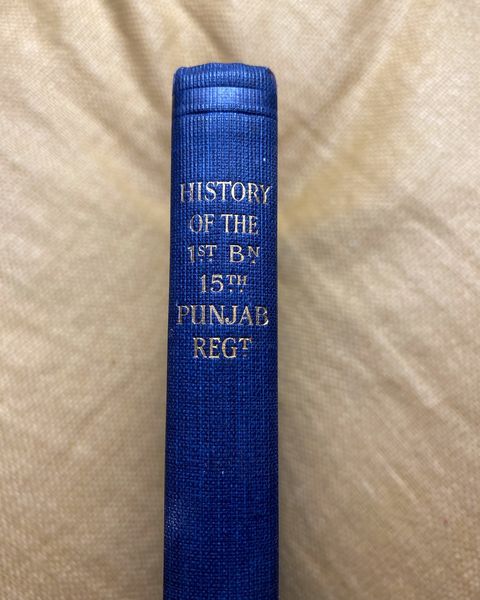 HISTORY
OF THE
1ST BN
15TH
PUNJAB
REGT